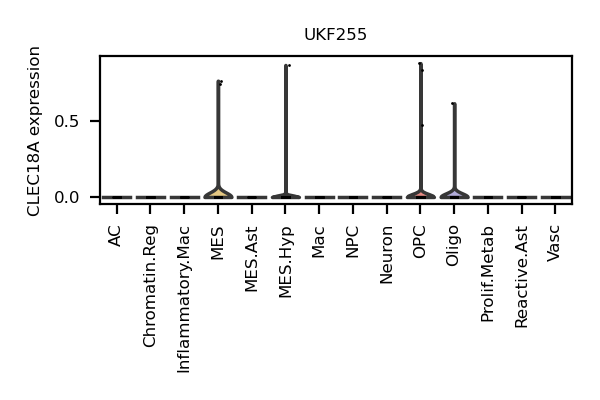 UKF255
CLEC18A expression
0.5
0.0
AC
Chromatin.Reg
Inflammatory.Mac
MES
MES.Ast
MES.Hyp
Mac
NPC
Neuron
OPC
Oligo
Prolif.Metab
Reactive.Ast
Vasc